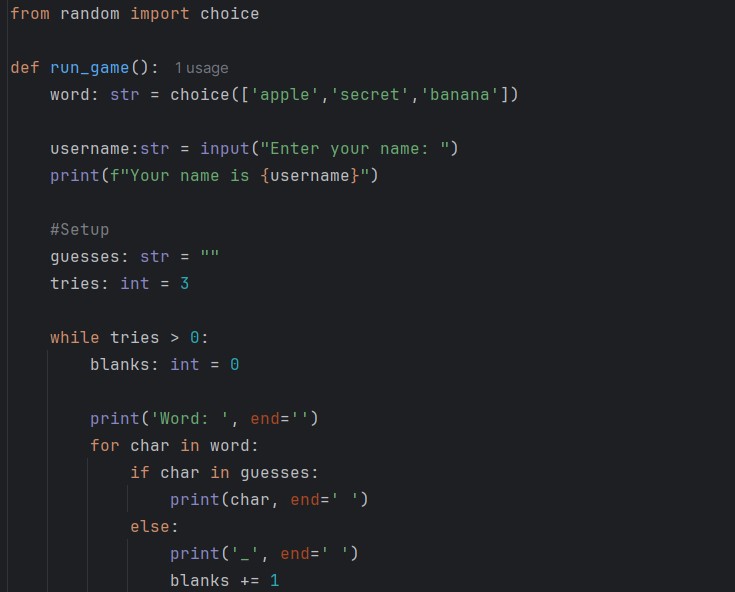 from random import choice
def run_game():  1 usage
    word: str = choice(['apple','secret','banana'])
    username:str = input("Enter your name: ")
    print(f"Your name is {username}")
    #Setup
    guesses: str = ""
    tries: int = 3
    while tries > 0:
        blanks: int = 0
        print('Word: ', end='')
        for char in word:
            if char in guesses:
                print(char, end=' ')
            else:
                print('_', end=' ')
                blanks += 1